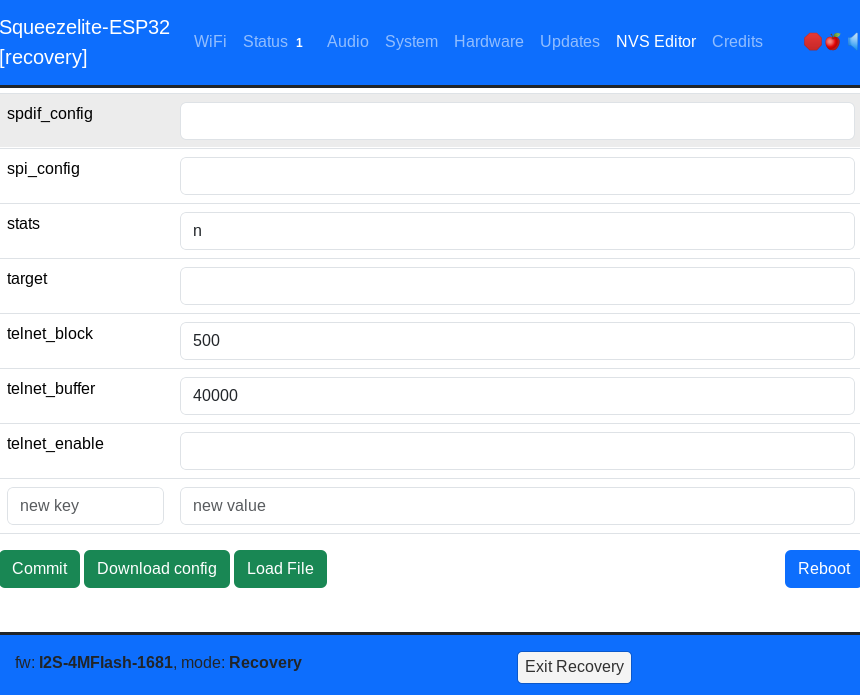 Squeezelite-ESP32
[recovery]
WiFi Status 1 Audio System Hardware Updates NVS Editor Credits
spdif_config
spi_config
stats n
target
telnet_block 500
telnet_buffer 40000
telnet_enable
new key new value
Commit Download config Load File Reboot
fw: I2S-4MFlash-1681, mode: Recovery Exit Recovery